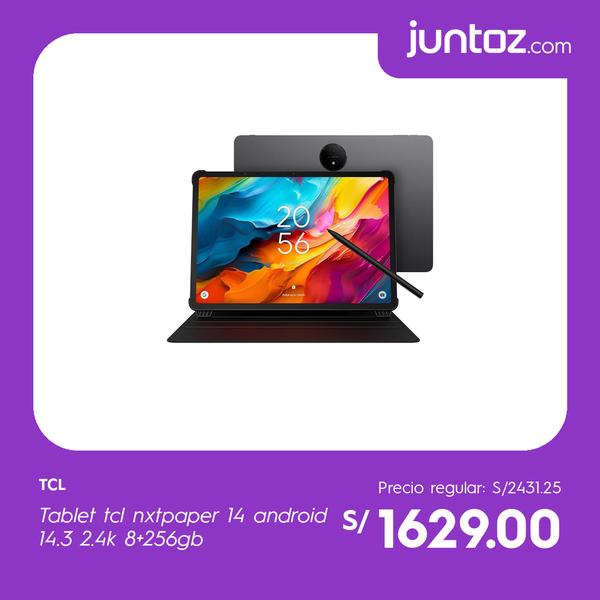 juntoz.com
20
56
TCL
Tablet tcl nxtpaper 14 android
14.3 2.4k 8+256gb
Precio regular: S/2431.25
S/1629.00